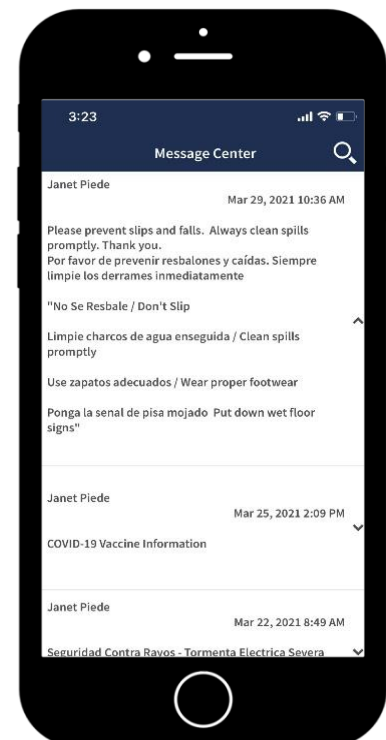 3:23
Message Center
Janet Piede
Mar 29, 2021 10:36 AM
Please prevent slips and falls. Always clean spills
promptly. Thank you.
Por favor de prevenir resbalones y caídas. Siempre
limpie los derrames inmediatamente
"No Se Resbale / Don't Slip
Limpie charcos de agua enseguida / Clean spills
promptly
Use zapatos adecuados / Wear proper footwear
Ponga la senal de pisa mojado Put down wet floor
signs"
Janet Piede
Mar 25, 2021 2:09 PM
COVID-19 Vaccine Information
Janet Piede
Mar 22, 2021 8:49 AM
Seguridad Contra Rayos - Tormenta Electrica Severa